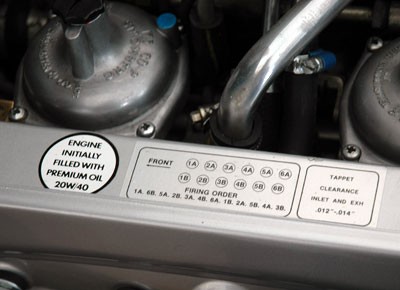 ENGINE
INITIALLY
FILLED WITH
PREMIUM OIL
20W/40
FRONT 1A 2A 3A 4A 5A 6A
1B 2B 3B 4B 5B 6B
FIRING ORDER
1A. 6B. 5A. 2B. 3A. 4B. 6A. 1B. 2A. 5B. 4A. 3B.
TAPPET
CLEARANCE
INLET AND EXH
.012"-.014"